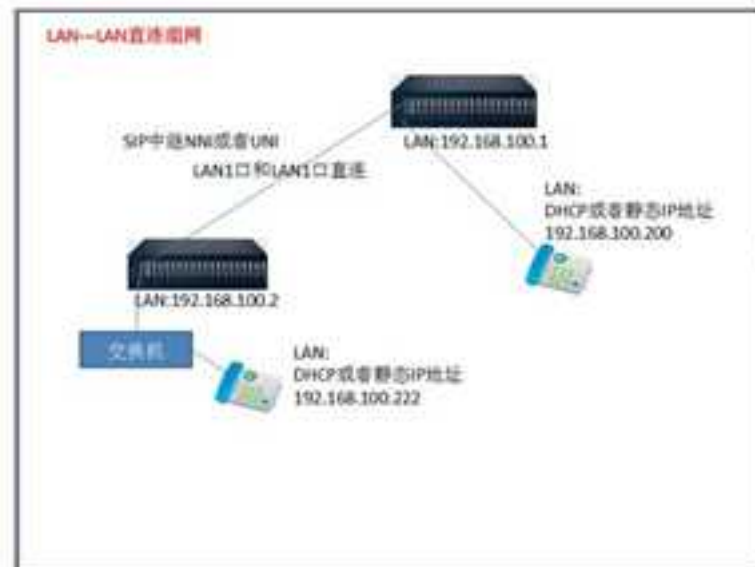 LAN—LAN直连组网
SIP中继NNI或者UNI
LAN:192.168.100.1
LAN1口和LAN1口直连
LAN:
DHCP或者静态IP地址
192.168.100.200
LAN:192.168.100.2
交换机
LAN:
DHCP或者静态IP地址
192.168.100.222